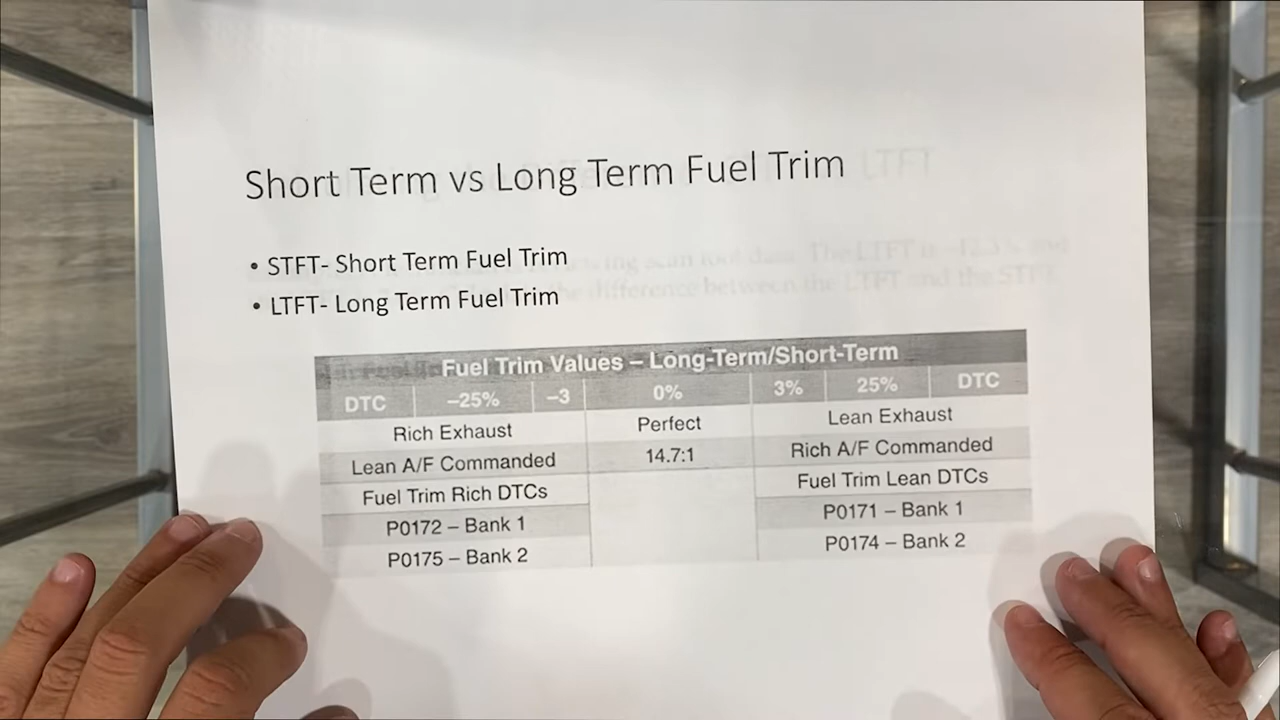 Short Term vs Long Term Fuel Trim
• STFT- Short Term Fuel Trim
• LTFT- Long Term Fuel Trim
Fuel Trim Values – Long-Term/Short-Term
DTC –25% –3 0% 3% 25% DTC
Rich Exhaust Perfect Lean Exhaust
Lean A/F Commanded 14.7:1 Rich A/F Commanded
Fuel Trim Rich DTCs Fuel Trim Lean DTCs
P0172 – Bank 1 P0171 – Bank 1
P0175 – Bank 2 P0174 – Bank 2